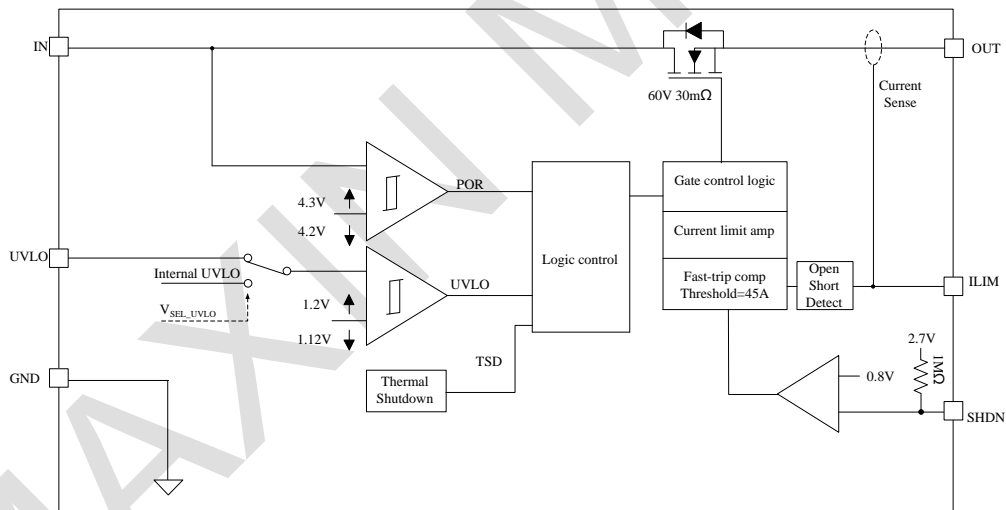 IN
OUT
60V 30mΩ
Current
Sense
POR
4.3V
4.2V
Gate control logic
Current limit amp
Fast-trip comp
Threshold=45A
Logic control
Open
Short
Detect
UVLO
Internal UVLO
VSEL_UVLO
1.2V
1.12V
UVLO
ILIM
TSD
Thermal
Shutdown
GND
2.7V
1MΩ
0.8V
SHDN
MAXIN M